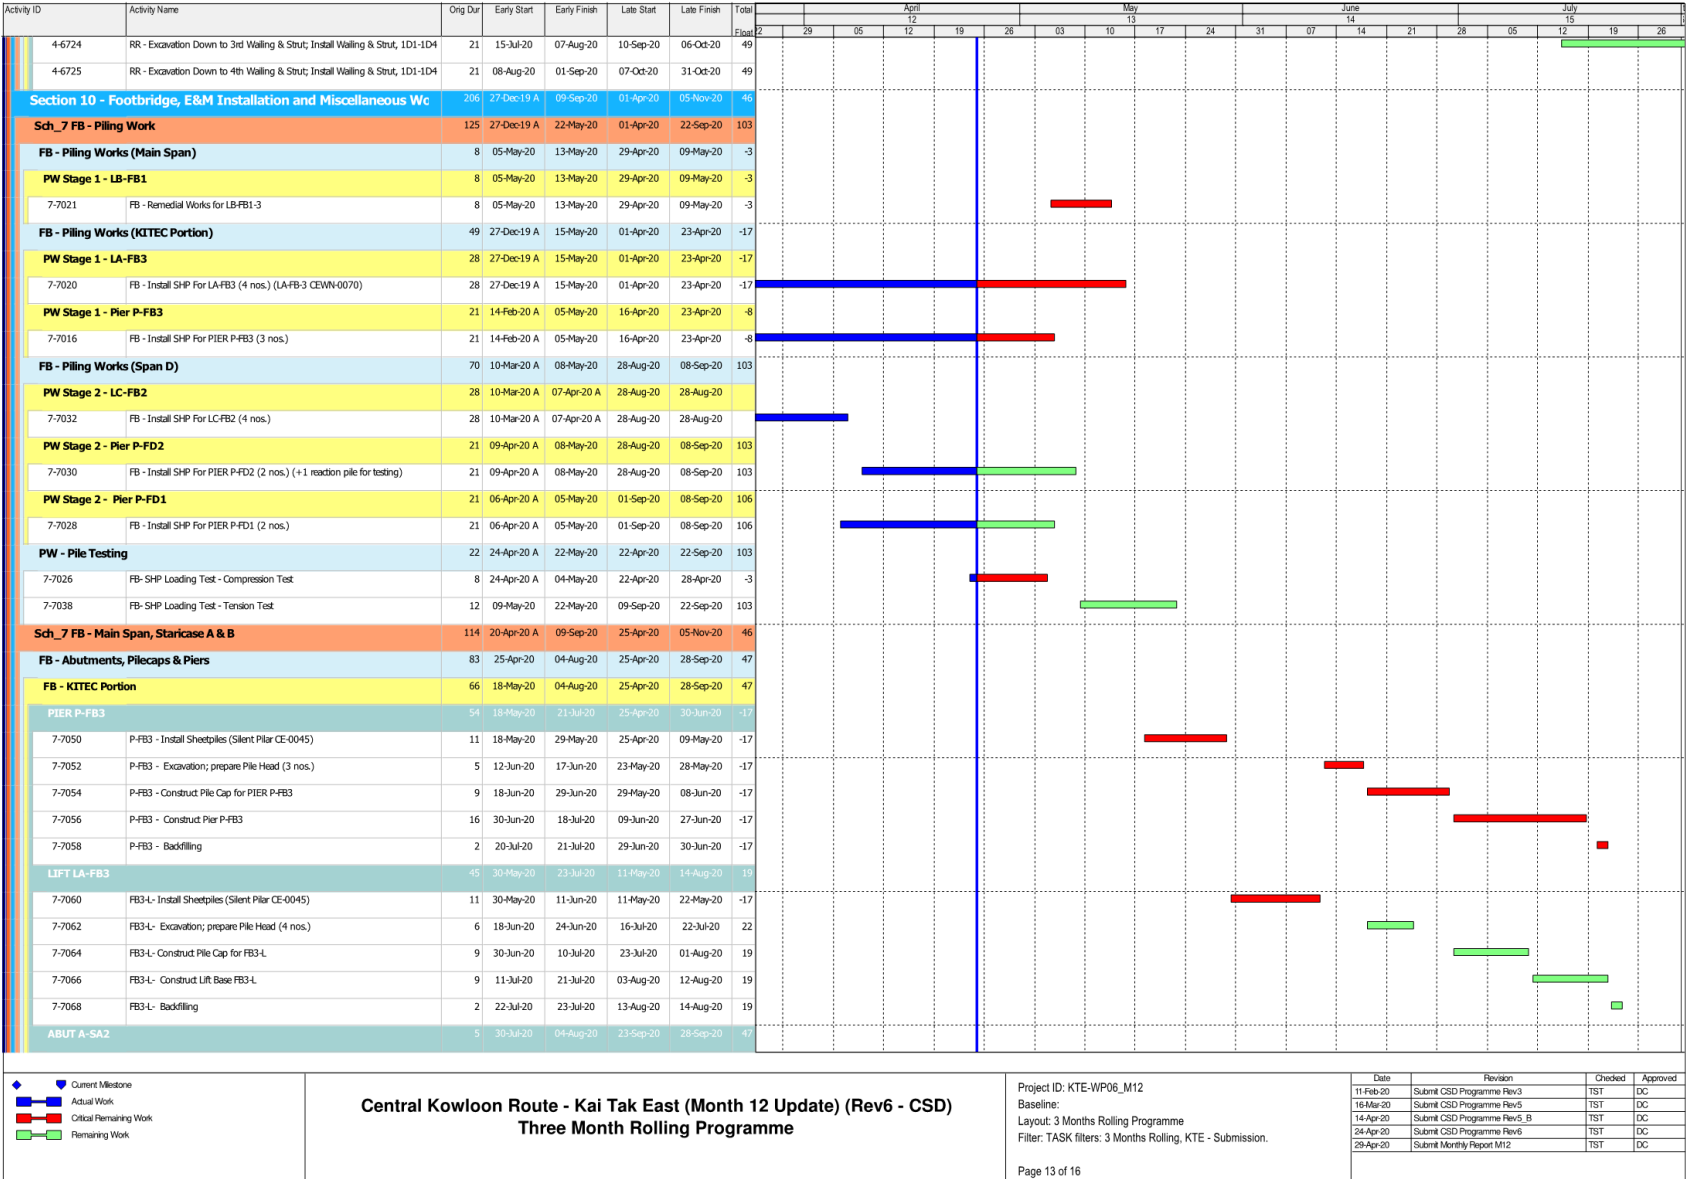 Activity ID Activity Name Orig Dur Early Start Early Finish Late Start Late Finish Total Float
April May June July
12 13 14 15
22 29 05 12 19 26 03 10 17 24 31 07 14 21 28 05 12 19 26
4-6724 RR - Excavation Down to 3rd Wailing & Strut; Install Wailing & Strut, 1D1-1D4 21 15-Jul-20 07-Aug-20 10-Sep-20 06-Oct-20 49
4-6725 RR - Excavation Down to 4th Wailing & Strut; Install Wailing & Strut, 1D1-1D4 21 08-Aug-20 01-Sep-20 07-Oct-20 31-Oct-20 49
Section 10 - Footbridge, E&M Installation and Miscellaneous Wc 206 27-Dec-19 A 09-Sep-20 01-Apr-20 05-Nov-20 46
Sch_7 FB - Piling Work 125 27-Dec-19 A 22-May-20 01-Apr-20 22-Sep-20 103
FB - Piling Works (Main Span) 8 05-May-20 13-May-20 29-Apr-20 09-May-20 -3
PW Stage 1 - LB-FB1 8 05-May-20 13-May-20 29-Apr-20 09-May-20 -3
7-7021 FB - Remedial Works for LB-FB1-3 8 05-May-20 13-May-20 29-Apr-20 09-May-20 -3
FB - Piling Works (KITEC Portion) 49 27-Dec-19 A 15-May-20 01-Apr-20 23-Apr-20 -17
PW Stage 1 - LA-FB3 28 27-Dec-19 A 15-May-20 01-Apr-20 23-Apr-20 -17
7-7020 FB - Install SHP For LA-FB3 (4 nos.) (LA-FB-3 CEWN-0070) 28 27-Dec-19 A 15-May-20 01-Apr-20 23-Apr-20 -17
PW Stage 1 - Pier P-FB3 21 14-Feb-20 A 05-May-20 16-Apr-20 23-Apr-20 -8
7-7016 FB - Install SHP For PIER P-FB3 (3 nos.) 21 14-Feb-20 A 05-May-20 16-Apr-20 23-Apr-20 -8
FB - Piling Works (Span D) 70 10-Mar-20 A 08-May-20 28-Aug-20 08-Sep-20 103
PW Stage 2 - LC-FB2 28 10-Mar-20 A 07-Apr-20 A 28-Aug-20 28-Aug-20
7-7032 FB - Install SHP For LC-FB2 (4 nos.) 28 10-Mar-20 A 07-Apr-20 A 28-Aug-20 28-Aug-20
PW Stage 2 - Pier P-FD2 21 09-Apr-20 A 08-May-20 28-Aug-20 08-Sep-20 103
7-7030 FB - Install SHP For PIER P-FD2 (2 nos.) (+1 reaction pile for testing) 21 09-Apr-20 A 08-May-20 28-Aug-20 08-Sep-20 103
PW Stage 2 - Pier P-FD1 21 06-Apr-20 A 05-May-20 01-Sep-20 08-Sep-20 106
7-7028 FB - Install SHP For PIER P-FD1 (2 nos.) 21 06-Apr-20 A 05-May-20 01-Sep-20 08-Sep-20 106
PW - Pile Testing 22 24-Apr-20 A 22-May-20 22-Apr-20 22-Sep-20 103
7-7026 FB- SHP Loading Test - Compression Test 8 24-Apr-20 A 04-May-20 22-Apr-20 28-Apr-20 -3
7-7038 FB- SHP Loading Test - Tension Test 12 09-May-20 22-May-20 09-Sep-20 22-Sep-20 103
Sch_7 FB - Main Span, Staricase A & B 114 20-Apr-20 A 09-Sep-20 25-Apr-20 05-Nov-20 46
FB - Abutments, Pilecaps & Piers 83 25-Apr-20 04-Aug-20 25-Apr-20 28-Sep-20 47
FB - KITEC Portion 66 18-May-20 04-Aug-20 25-Apr-20 28-Sep-20 47
PIER P-FB3 54 18-May-20 21-Jul-20 25-Apr-20 30-Jun-20 -17
7-7050 P-FB3 - Install Sheetpiles (Silent Pilar CE-0045) 11 18-May-20 29-May-20 25-Apr-20 09-May-20 -17
7-7052 P-FB3 - Excavation; prepare Pile Head (3 nos.) 5 12-Jun-20 17-Jun-20 23-May-20 28-May-20 -17
7-7054 P-FB3 - Construct Pile Cap for PIER P-FB3 9 18-Jun-20 29-Jun-20 29-May-20 08-Jun-20 -17
7-7056 P-FB3 - Construct Pier P-FB3 16 30-Jun-20 18-Jul-20 09-Jun-20 27-Jun-20 -17
7-7058 P-FB3 - Backfilling 2 20-Jul-20 21-Jul-20 29-Jun-20 30-Jun-20 -17
LIFT LA-FB3 45 30-May-20 23-Jul-20 11-May-20 14-Aug-20 19
7-7060 FB3-L- Install Sheetpiles (Silent Pilar CE-0045) 11 30-May-20 11-Jun-20 11-May-20 22-May-20 -17
7-7062 FB3-L- Excavation; prepare Pile Head (4 nos.) 6 18-Jun-20 24-Jun-20 16-Jul-20 22-Jul-20 22
7-7064 FB3-L- Construct Pile Cap for FB3-L 9 30-Jun-20 10-Jul-20 23-Jul-20 01-Aug-20 19
7-7066 FB3-L- Construct Lift Base FB3-L 9 11-Jul-20 21-Jul-20 03-Aug-20 12-Aug-20 19
7-7068 FB3-L- Backfilling 2 22-Jul-20 23-Jul-20 13-Aug-20 14-Aug-20 19
ABUT A-SA2 5 30-Jul-20 04-Aug-20 23-Sep-20 28-Sep-20 47
Current Milestone
Actual Work
Critical Remaining Work
Remaining Work
Central Kowloon Route - Kai Tak East (Month 12 Update) (Rev6 - CSD)
Three Month Rolling Programme
Project ID: KTE-WP06_M12
Baseline:
Layout: 3 Months Rolling Programme
Filter: TASK filters: 3 Months Rolling, KTE - Submission.
Page 13 of 16
Date Revision Checked Approved
11-Feb-20 Submit CSD Programme Rev3 TST DC
16-Mar-20 Submit CSD Programme Rev5 TST DC
14-Apr-20 Submit CSD Programme Rev5_B TST DC
24-Apr-20 Submit CSD Programme Rev6 TST DC
29-Apr-20 Submit Monthly Report M12 TST DC